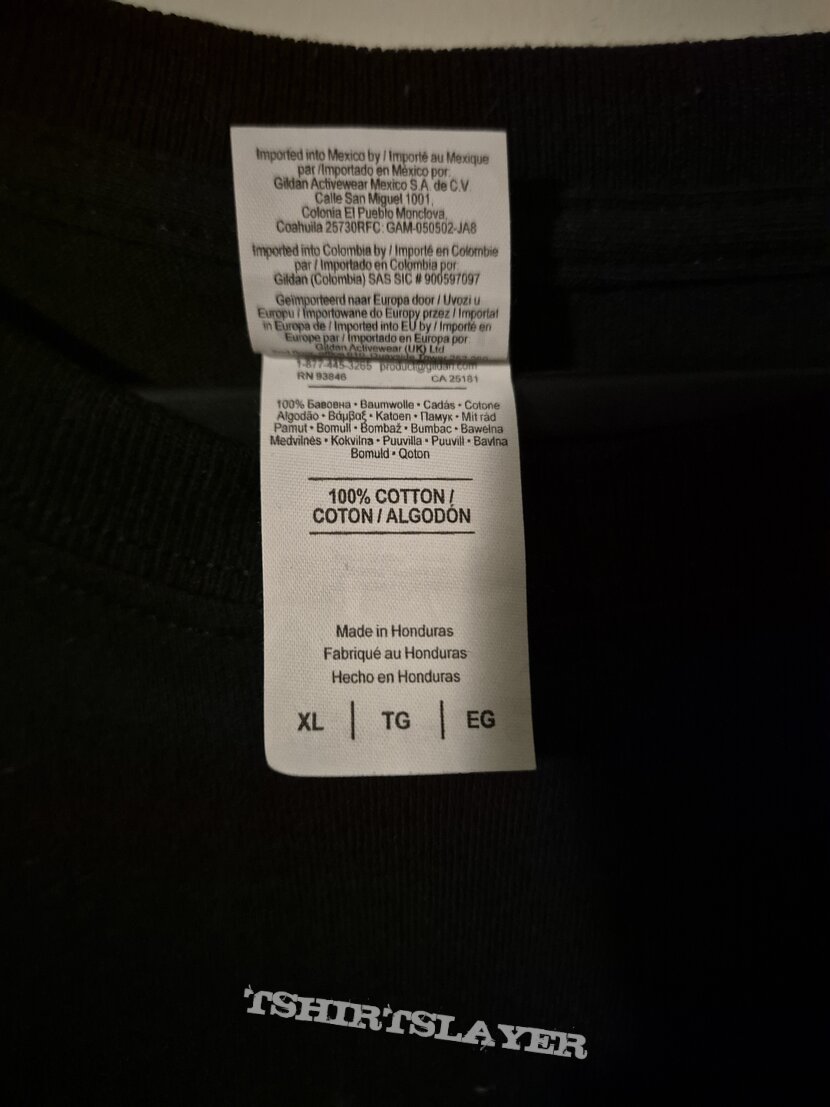 Imported into Mexico by / Importé au Mexique
par /Importado en México por:
Gildan Activewear Mexico S.A. de C.V.
Calle San Miguel 1001,
Colonia El Pueblo Monclova,
Coahuila 25730RFC: GAM-050502-JA8
Imported into Colombia by / Importé en Colombie
par / Importado en Colombia por:
Gildan (Colombia) SAS SIC # 900597097
Geïmporteerd naar Europa door / Uvozi u
Europu / Importowane do Europy przez / Importat
in Europa de / Imported into EU by / Importé en
Europe par / Importado en Europa por:
Gildan Activewear (UK) Ltd
1-877-445-3265 product@gildan.com
RN 93846 CA 25181
100% Бавовна • Baumwolle • Cadás • Cotone
Algodão • Βάμβαξ • Katoen • Памук • Mit rád
Pamut • Bomull • Bombaž • Bumbac • Bawełna
Medvilnės • Kokvilna • Puuvilla • Puuvill • Bavlna
Bomuld • Qoton
100% COTTON /
COTON / ALGODÓN
Made in Honduras
Fabriqué au Honduras
Hecho en Honduras
XL | TG | EG
TSHIRTSLAYER